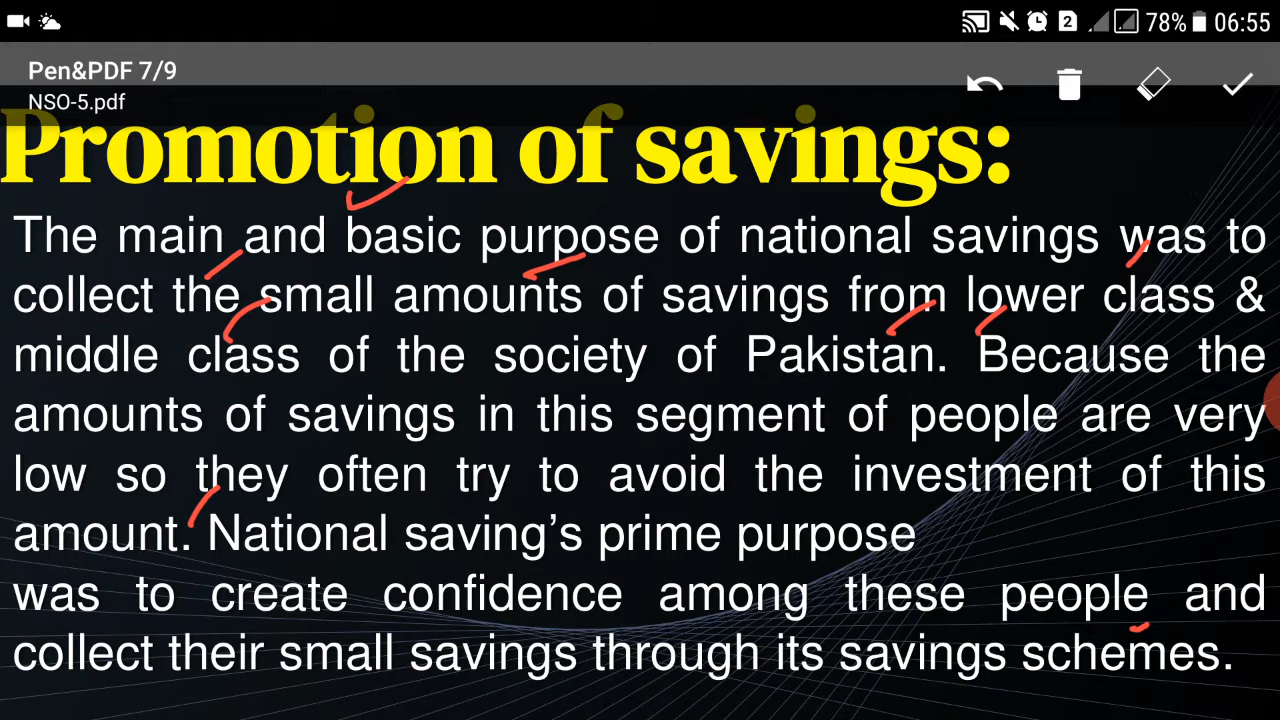 2 78% 06:55
Pen&PDF 7/9
NSO-5.pdf
Promotion of savings:
The main and basic purpose of national savings was to
collect the small amounts of savings from lower class &
middle class of the society of Pakistan. Because the
amounts of savings in this segment of people are very
low so they often try to avoid the investment of this
amount. National saving’s prime purpose
was to create confidence among these people and
collect their small savings through its savings schemes.